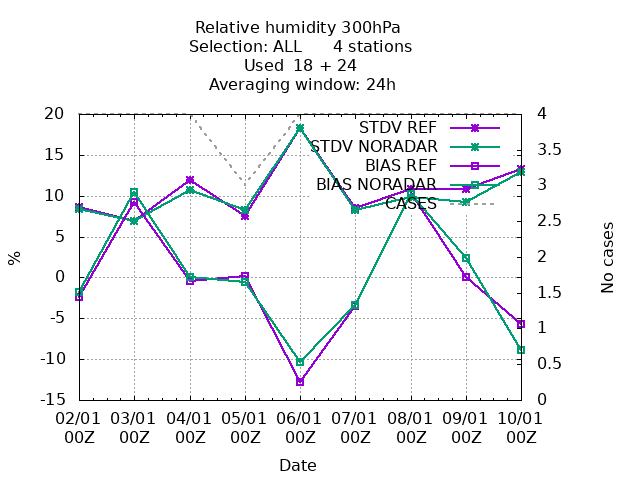 Relative humidity 300hPa
Selection: ALL      4 stations
Used  18 + 24
Averaging window: 24h
20
15
10
5
0
-5
-10
-15
%
4
3.5
3
2.5
2
1.5
1
0.5
0
No cases
STDV REF
STDV NORADAR
BIAS REF
BIAS NORADAR
CASES
02/01 03/01 04/01 05/01 06/01 07/01 08/01 09/01 10/01
00Z 00Z 00Z 00Z 00Z 00Z 00Z 00Z 00Z
Date